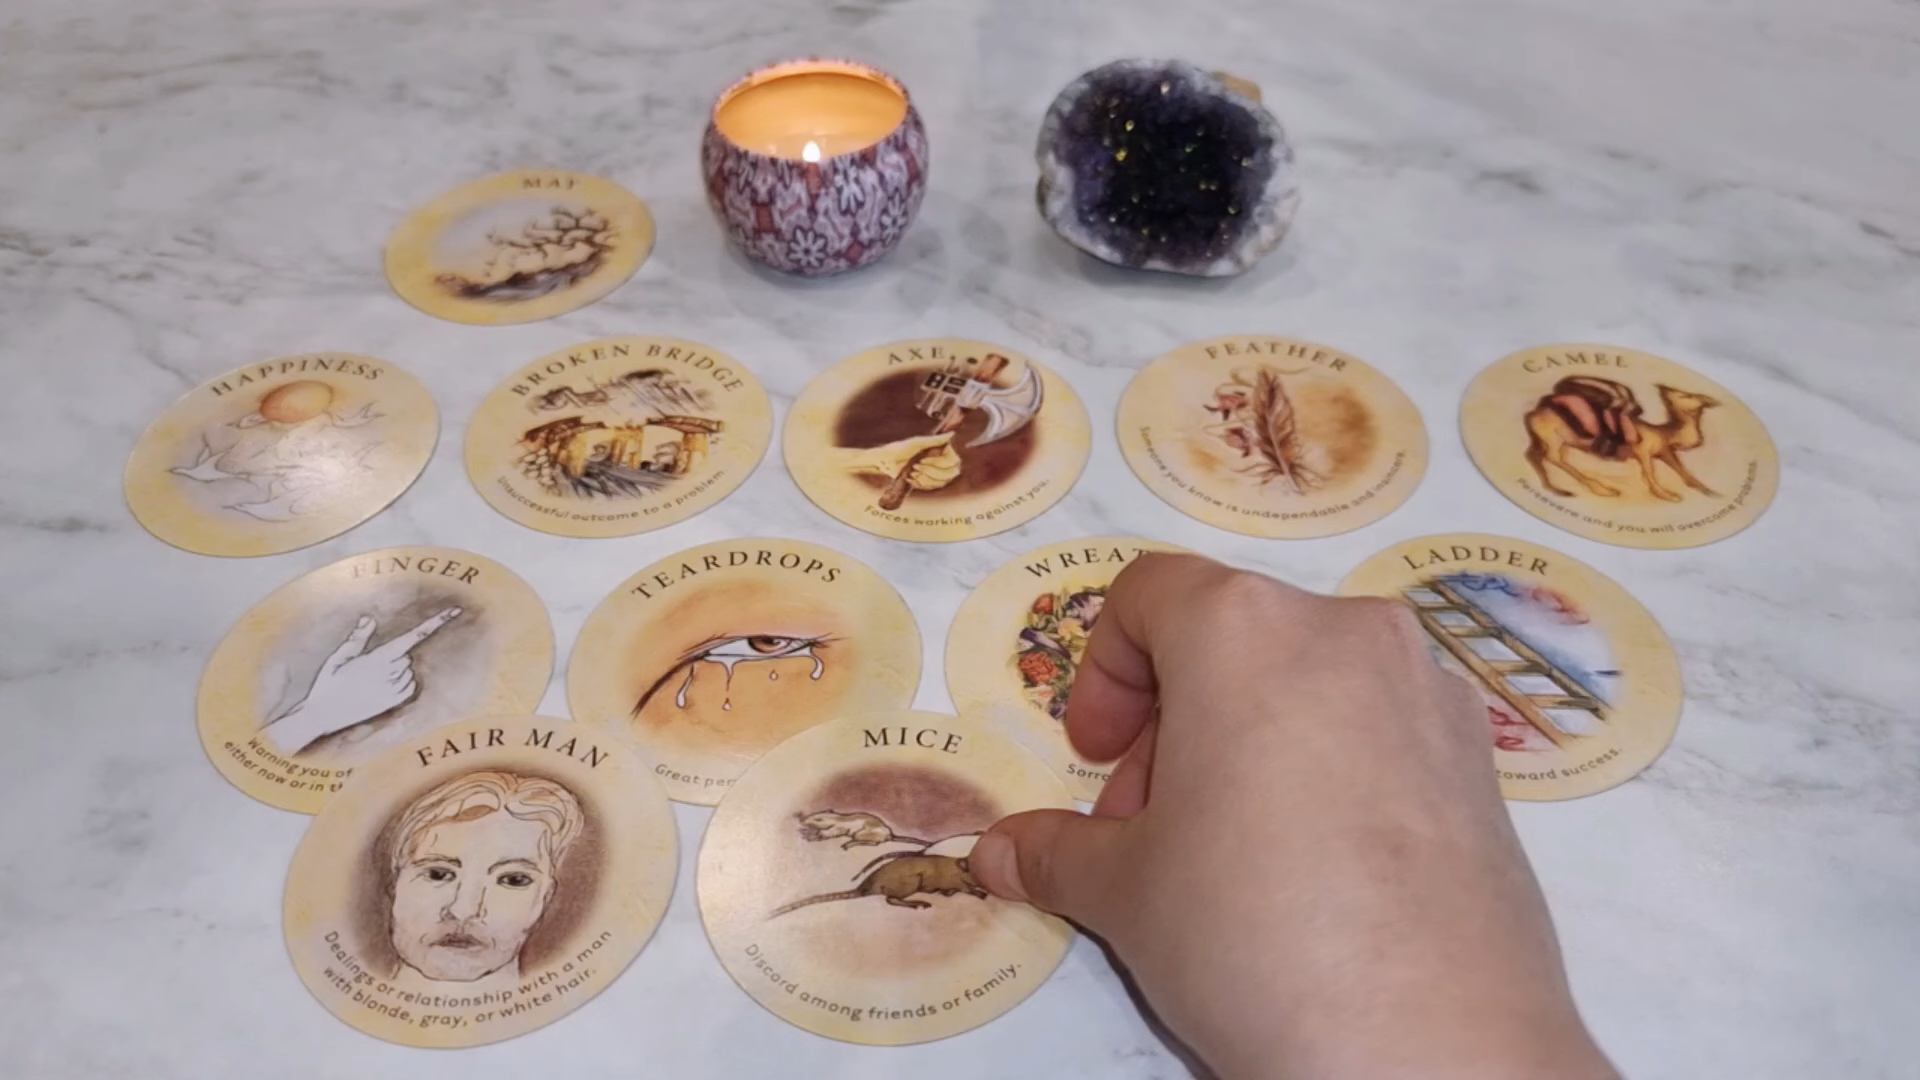 MAY
HAPPINESS
BROKEN BRIDGE
Unsuccessful outcome to a problem
AXE
Forces working against you.
FEATHER
Someone you know is undependable and insincere.
CAMEL
Persevere and you will overcome problems.
FINGER
Warning you of
either now or in t
TEARDROPS
Great per
WREAT
Sorro
LADDER
toward success.
FAIR MAN
Dealings or relationship with a man
with blonde, gray, or white hair.
MICE
Discord among friends or family.